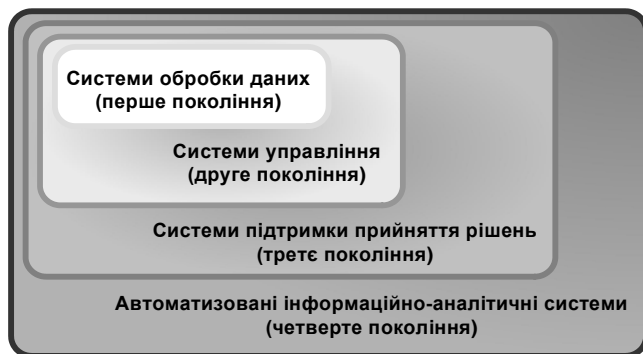 Системи обробки даних
(перше покоління)
Системи управління
(друге покоління)
Системи підтримки прийняття рішень
(третє покоління)
Автоматизовані інформаційно-аналітичні системи
(четверте покоління)